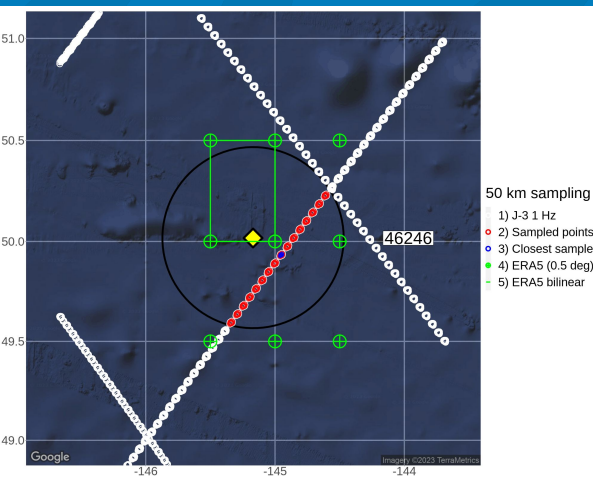 51.0
50.5
50.0
49.5
49.0
46246
50 km sampling
1) J-3 1 Hz
2) Sampled points
3) Closest sample
4) ERA5 (0.5 deg)
5) ERA5 bilinear
Google
Imagery ©2023 TerraMetrics
-146
-145
-144